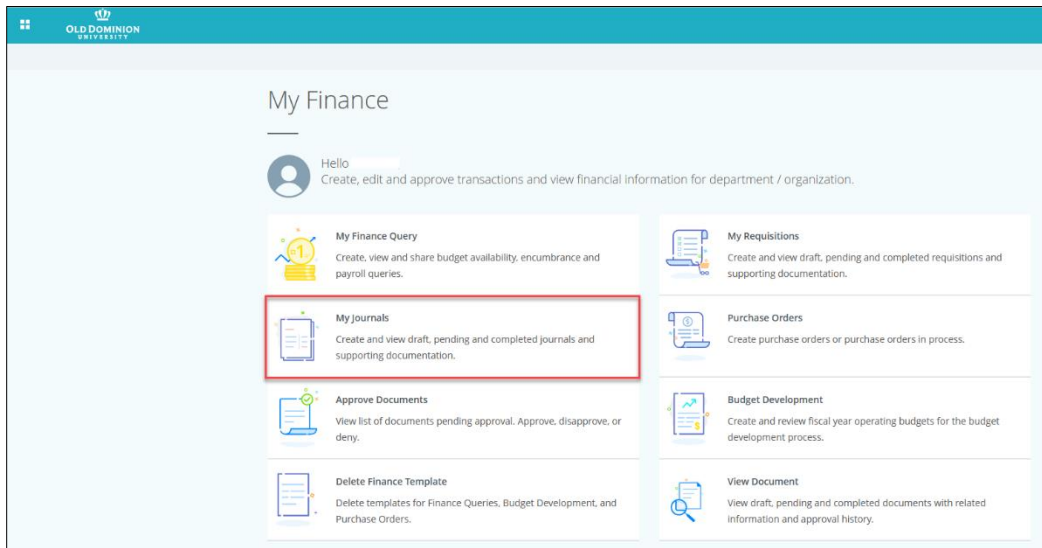 OLD DOMINION
UNIVERSITY
My Finance
Hello
Create, edit and approve transactions and view financial information for department / organization.
My Finance Query
Create, view and share budget availability, encumbrance and
payroll queries.
My Requisitions
Create and view draft, pending and completed requisitions and
supporting documentation.
My Journals
Create and view draft, pending and completed journals and
supporting documentation.
Purchase Orders
Create purchase orders or purchase orders in process.
Approve Documents
View list of documents pending approval. Approve, disapprove, or
deny.
Budget Development
Create and review fiscal year operating budgets for the budget
development process.
Delete Finance Template
Delete templates for Finance Queries, Budget Development, and
Purchase Orders.
View Document
View draft, pending and completed documents with related
information and approval history.